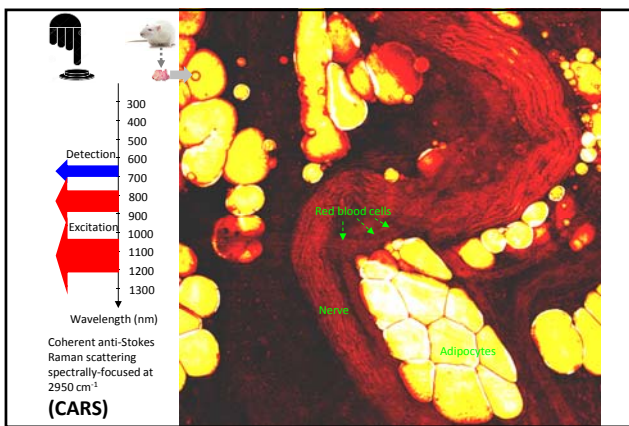 300
400
500
Detection
600
700
800
900
Excitation
1000
1100
1200
1300
Wavelength (nm)
Coherent anti-Stokes
Raman scattering
spectrally-focused at
2950 cm⁻¹
(CARS)
Red blood cells
Nerve
Adipocytes